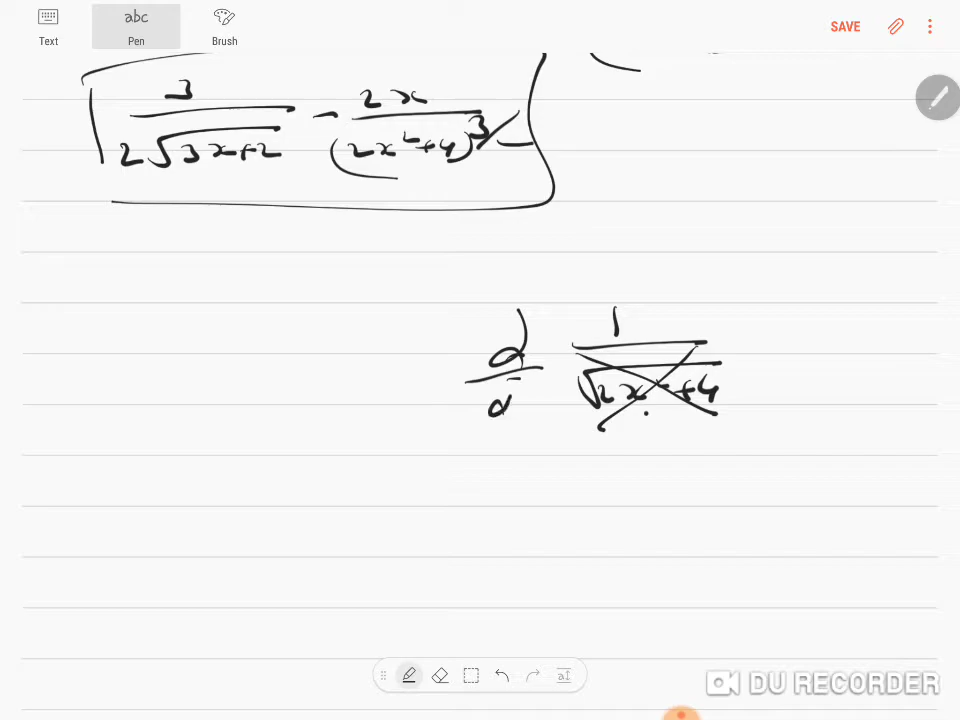 Text abc Pen Brush SAVE
3/(2√(3x+2)) - 2x/(2x²+4)^3/2
d/d 1/√(2x²+4)
DU RECORDER